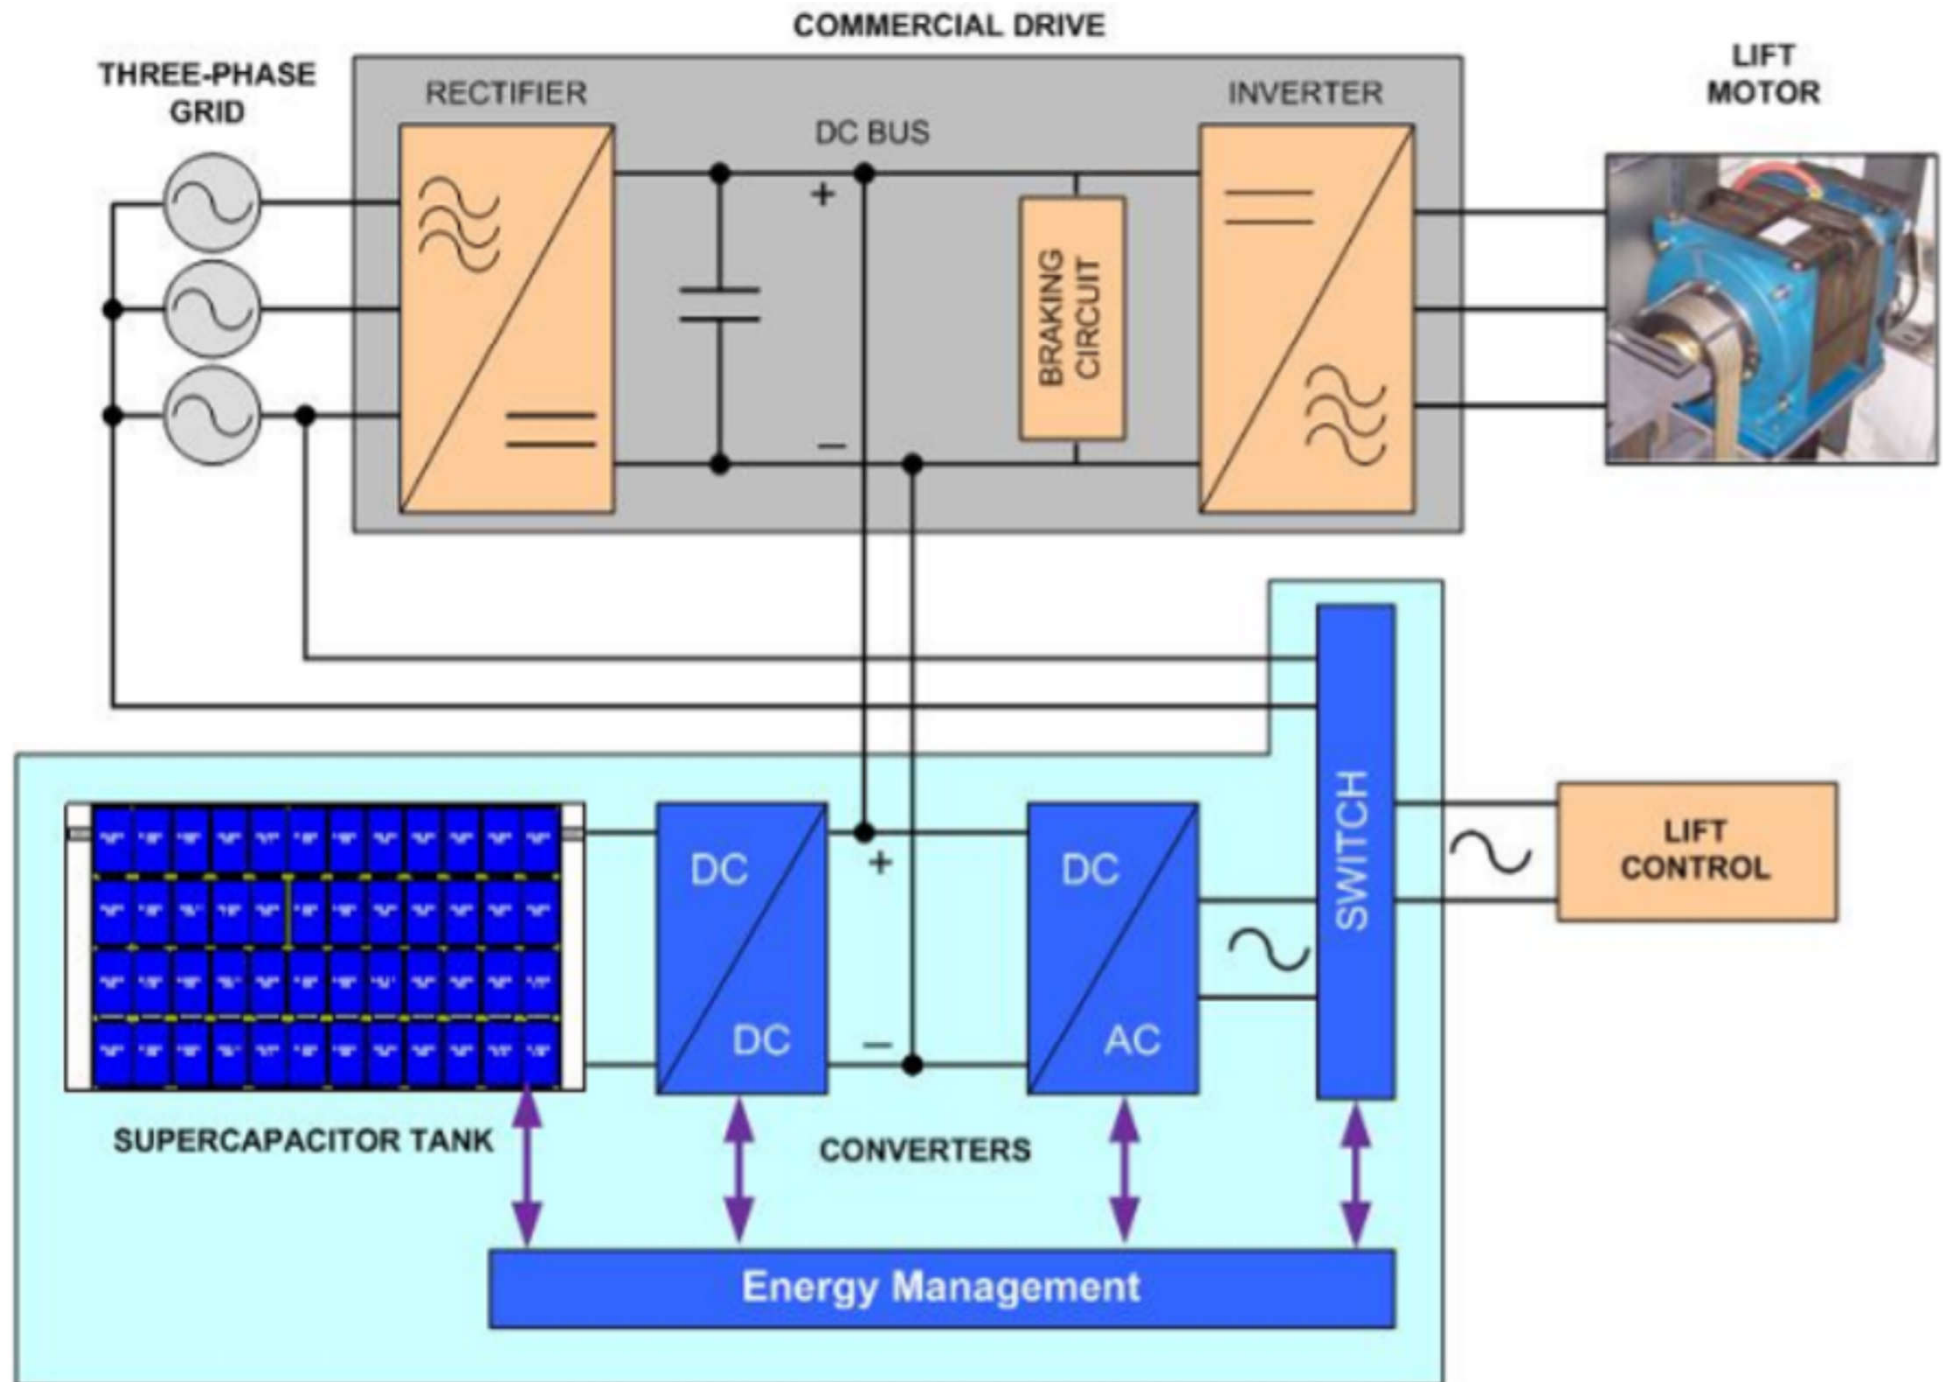 COMMERCIAL DRIVE
THREE-PHASE
GRID
RECTIFIER
DC BUS
INVERTER
LIFT
MOTOR
+
BRAKING
CIRCUIT
–
SWITCH
LIFT
CONTROL
DC
DC
+
–
DC
AC
SUPERCAPACITOR TANK
CONVERTERS
Energy Management